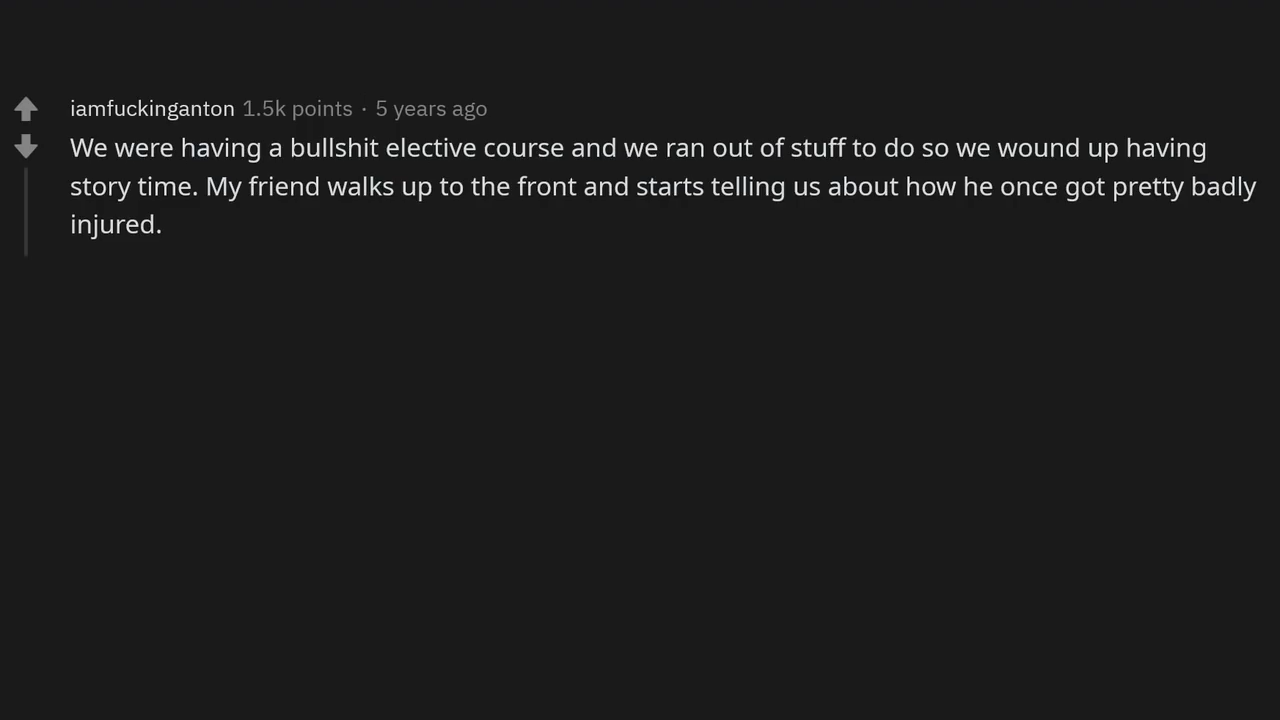 iamfuckinganton 1.5k points · 5 years ago
We were having a bullshit elective course and we ran out of stuff to do so we wound up having
story time. My friend walks up to the front and starts telling us about how he once got pretty badly
injured.